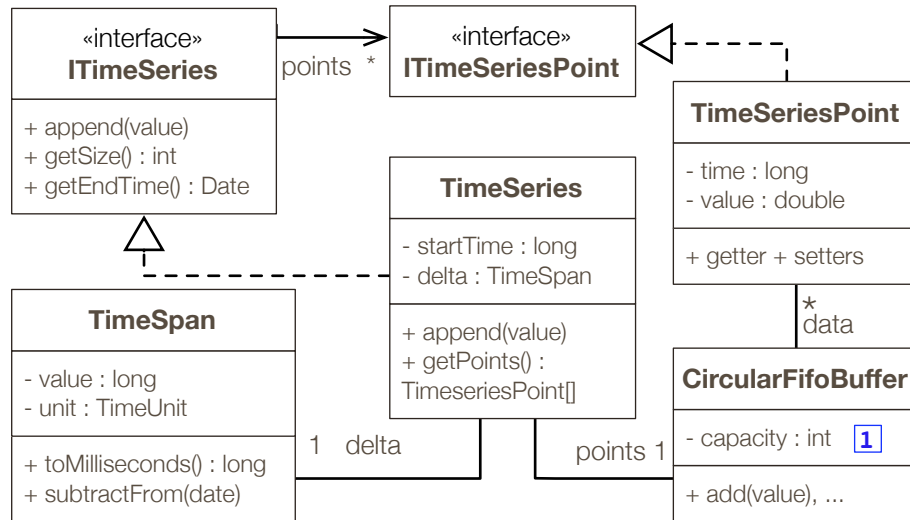 «interface»
ITimeSeries
+ append(value)
+ getSize() : int
+ getEndTime() : Date
points *
«interface»
ITimeSeriesPoint
TimeSeriesPoint
- time : long
- value : double
+ getter + setters
TimeSeries
- startTime : long
- delta : TimeSpan
+ append(value)
+ getPoints() :
TimeseriesPoint[]
TimeSpan
- value : long
- unit : TimeUnit
+ toMilliseconds() : long
+ subtractFrom(date)
1 delta
points 1
*
data
CircularFifoBuffer
- capacity : int 1
+ add(value), ...